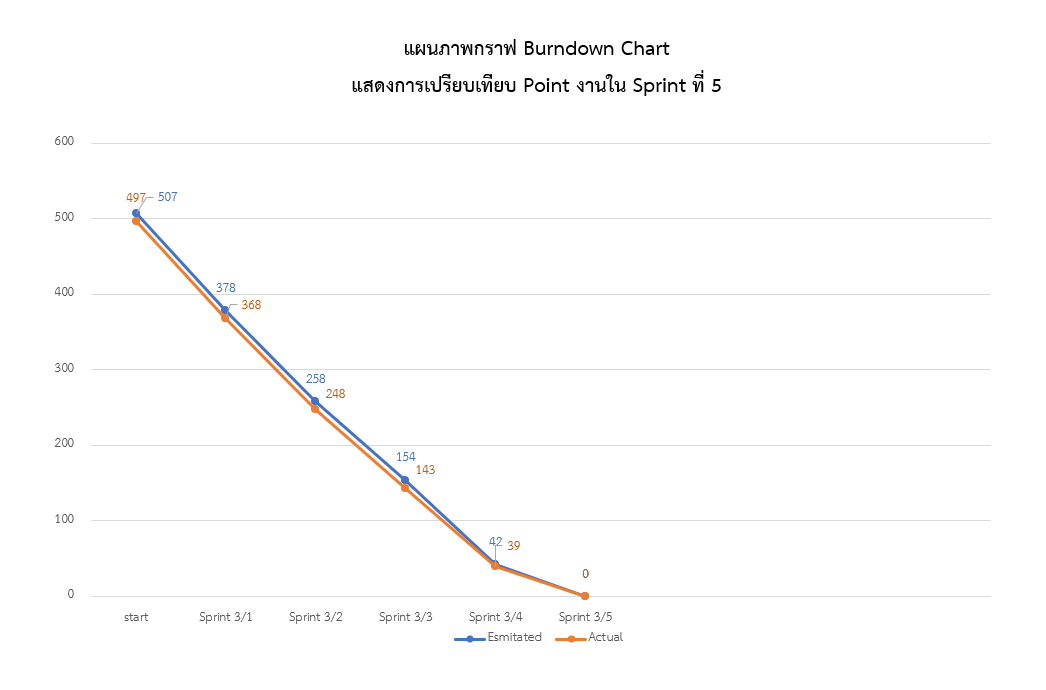 แผนภาพกราฟ Burndown Chart
แสดงการเปรียบเทียบ Point งานใน Sprint ที่ 5
600
500
400
300
200
100
0
497
507
378
368
258
248
154
143
42
39
0
start
Sprint 3/1
Sprint 3/2
Sprint 3/3
Sprint 3/4
Sprint 3/5
Esmitated
Actual